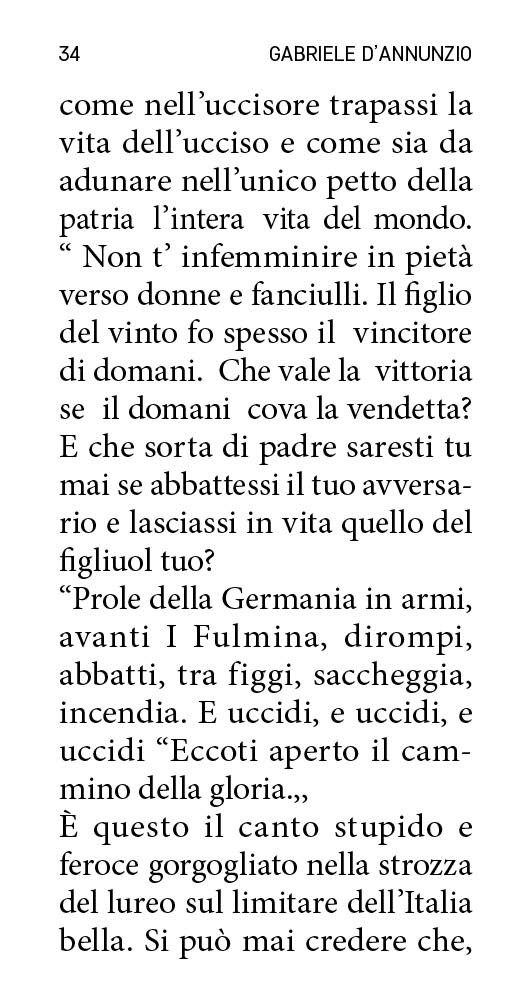 34 GABRIELE D’ANNUNZIO
come nell’uccisore trapassi la
vita dell’ucciso e come sia da
adunare nell’unico petto della
patria l’intera vita del mondo.
“ Non t’ infemminire in pietà
verso donne e fanciulli. Il figlio
del vinto fo spesso il vincitore
di domani. Che vale la vittoria
se il domani cova la vendetta?
E che sorta di padre saresti tu
mai se abbattessi il tuo avversa-
rio e lasciassi in vita quello del
figliuol tuo?
“Prole della Germania in armi,
avanti I Fulmina, dirompi,
abbatti, tra figgi, saccheggia,
incendia. E uccidi, e uccidi, e
uccidi “Eccoti aperto il cam-
mino della gloria.,,
È questo il canto stupido e
feroce gorgogliato nella strozza
del lureo sul limitare dell’Italia
bella. Si può mai credere che,